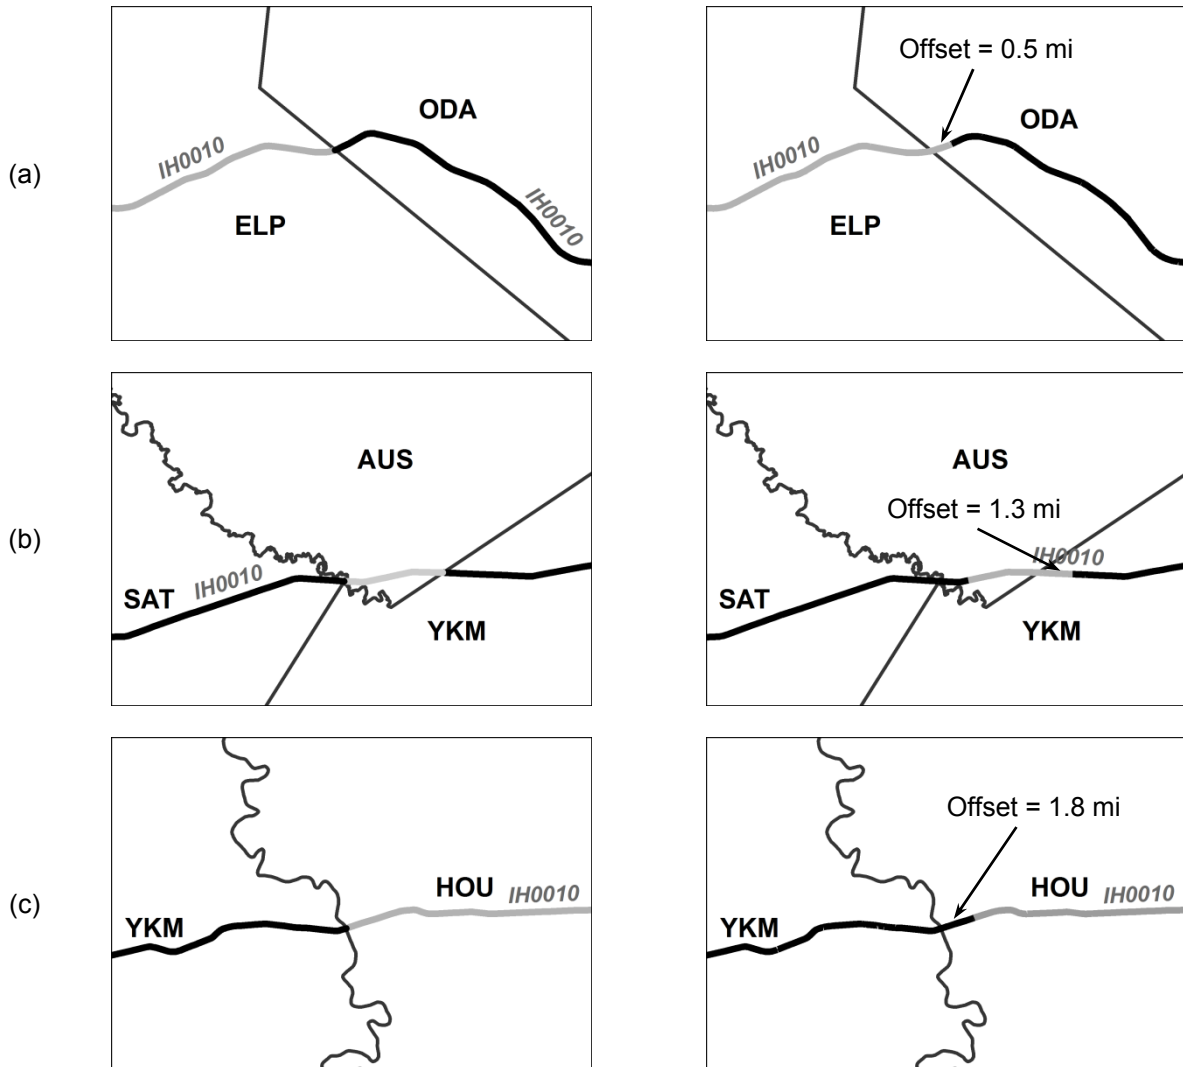 (a)
ODA
IH0010
IH0010
ELP
Offset = 0.5 mi
ODA
IH0010
ELP
(b)
AUS
IH0010
SAT
YKM
AUS
Offset = 1.3 mi
IH0010
SAT
YKM
(c)
HOU
IH0010
YKM
Offset = 1.8 mi
HOU
IH0010
YKM